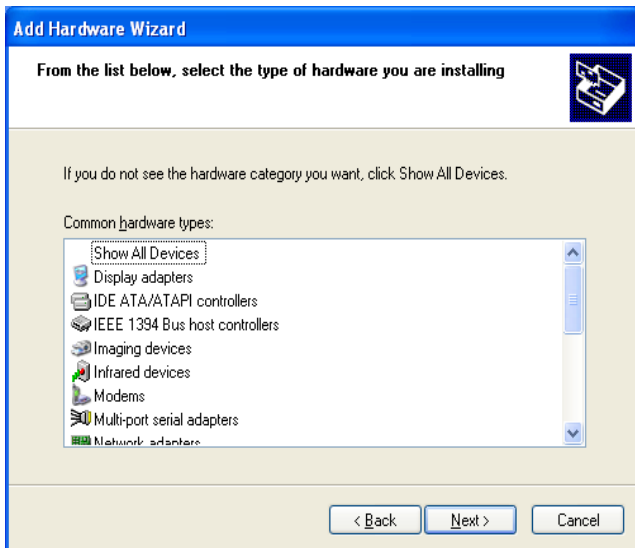 Add Hardware Wizard
From the list below, select the type of hardware you are installing
If you do not see the hardware category you want, click Show All Devices.
Common hardware types:
Show All Devices
Display adapters
IDE ATA/ATAPI controllers
IEEE 1394 Bus host controllers
Imaging devices
Infrared devices
Modems
Multi-port serial adapters
Network adapters
< Back Next > Cancel